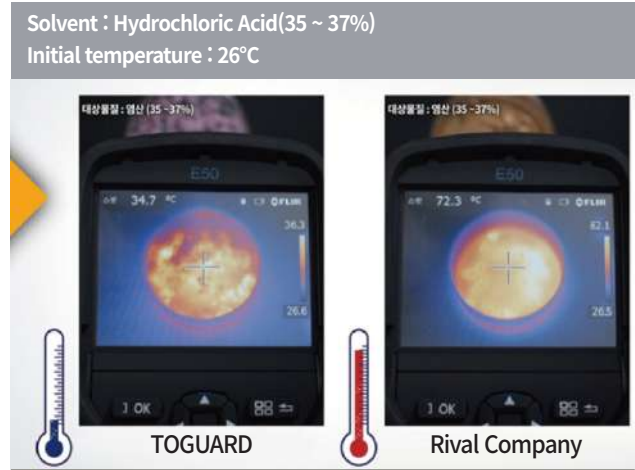 Solvent : Hydrochloric Acid(35 ~ 37%)
Initial temperature : 26°C
대상물질 : 염산 (35 ~37%)
E50
34.7 °C
FLIR
36.3
26.6
OK
TOGUARD
대상물질 : 염산 (35 ~37%)
E50
72.3 °C
FLIR
82.1
26.5
OK
Rival Company